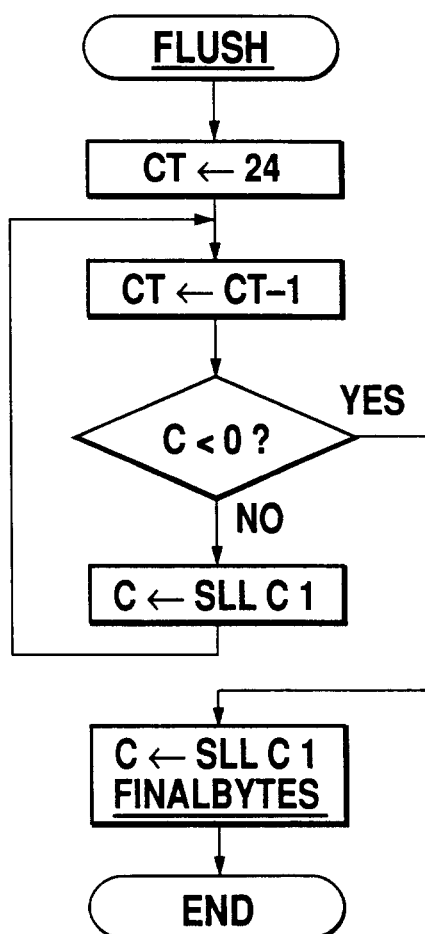 FLUSH
CT ← 24
CT ← CT–1
C < 0 ?
YES
NO
C ← SLL C 1
C ← SLL C 1
FINALBYTES
END